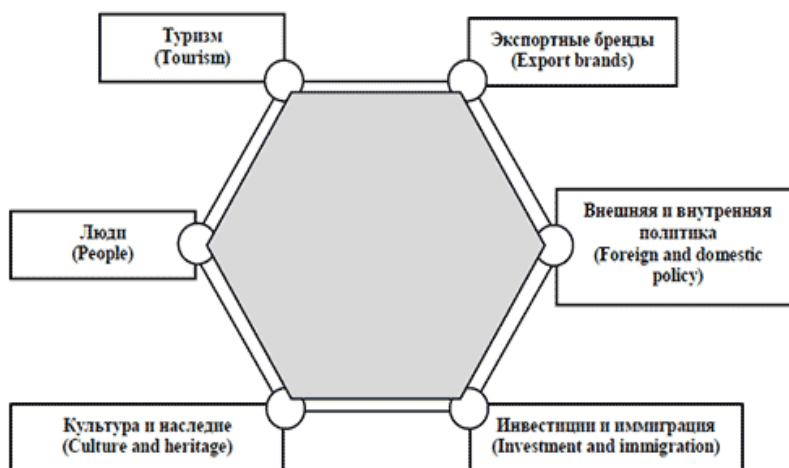 Туризм
(Tourism)
Экспортные бренды
(Export brands)
Люди
(People)
Внешняя и внутренняя
политика
(Foreign and domestic
policy)
Культура и наследие
(Culture and heritage)
Инвестиции и иммиграция
(Investment and immigration)